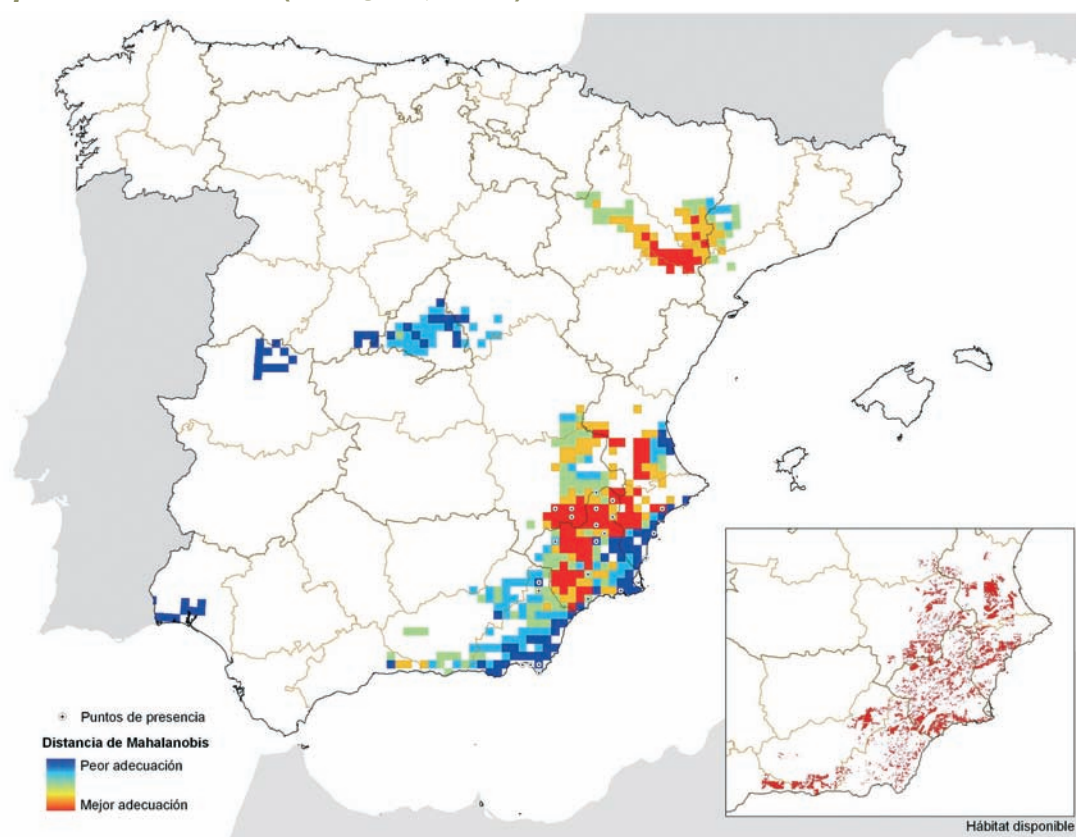 Puntos de presencia
Distancia de Mahalanobis
Peor adecuación
Mejor adecuación
Hábitat disponible